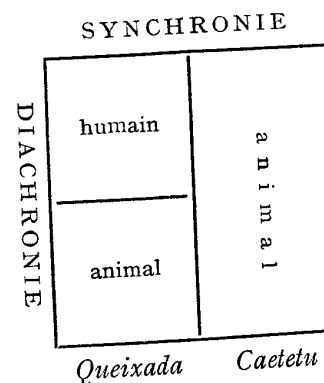 SYNCHRONIE
DIACHRONIE
humain
animal
animal
Queixada
Caetetu